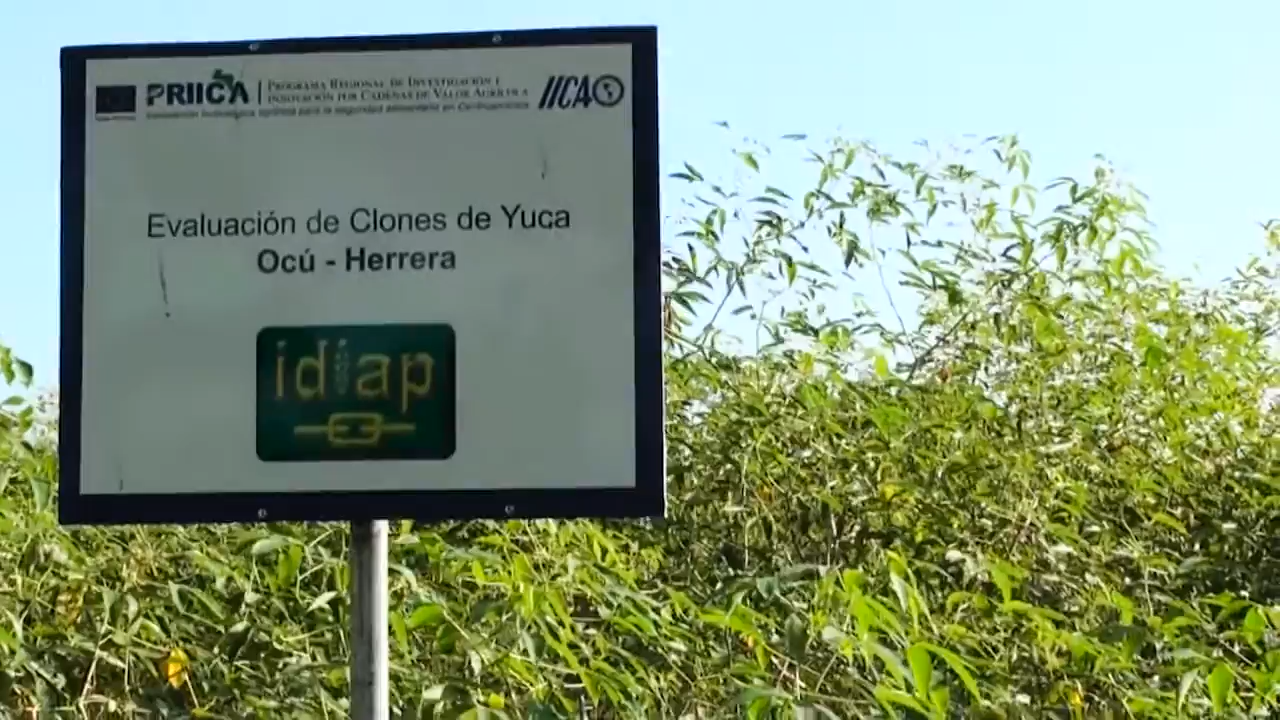 PRIICA
PROGRAMA REGIONAL DE INVESTIGACIÓN E
INNOVACIÓN POR CADENAS DE VALOR AGRÍCOLA
IICA
Evaluación de Clones de Yuca
Ocú - Herrera
idiap